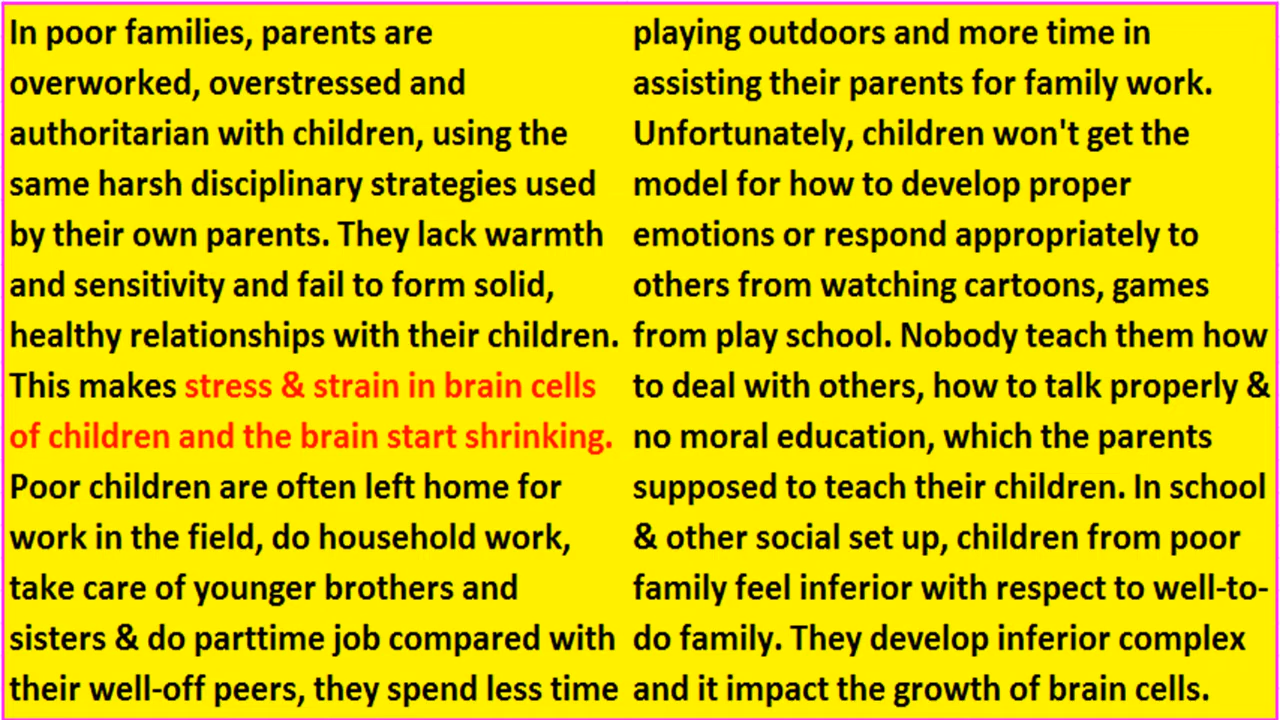 In poor families, parents are
overworked, overstressed and
authoritarian with children, using the
same harsh disciplinary strategies used
by their own parents. They lack warmth
and sensitivity and fail to form solid,
healthy relationships with their children.
This makes stress & strain in brain cells
of children and the brain start shrinking.
Poor children are often left home for
work in the field, do household work,
take care of younger brothers and
sisters & do parttime job compared with
their well-off peers, they spend less time
playing outdoors and more time in
assisting their parents for family work.
Unfortunately, children won't get the
model for how to develop proper
emotions or respond appropriately to
others from watching cartoons, games
from play school. Nobody teach them how
to deal with others, how to talk properly &
no moral education, which the parents
supposed to teach their children. In school
& other social set up, children from poor
family feel inferior with respect to well-to-
do family. They develop inferior complex
and it impact the growth of brain cells.